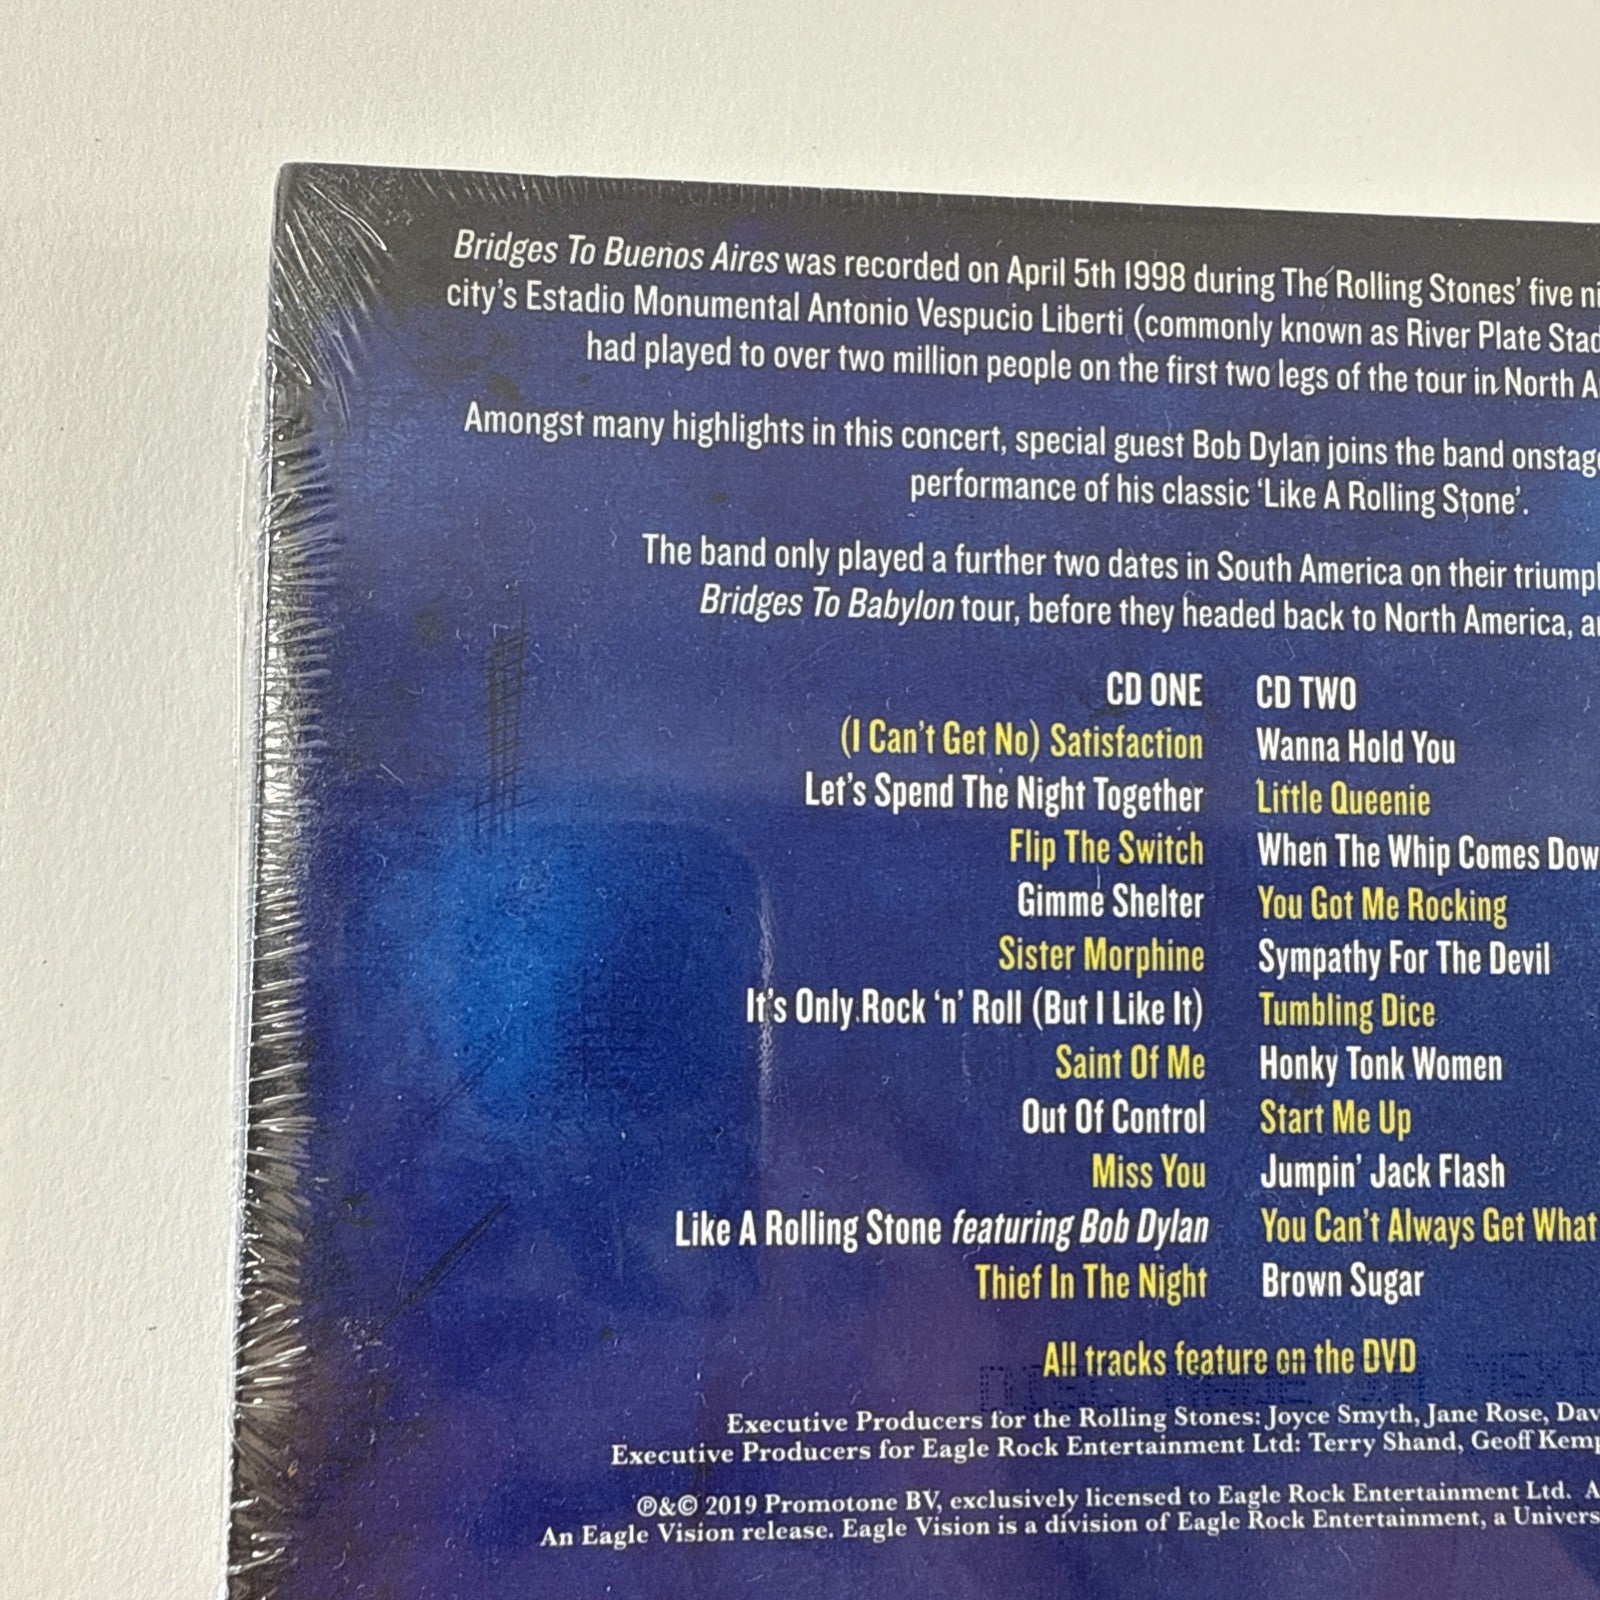 Bridges To Buenos Aires was recorded on April 5th 1998 during The Rolling Stones' five
city's Estadio Monumental Antonio Vespucio Liberti (commonly known as River Plate
had played to over two million people on the first two legs of the tour in North
Amongst many highlights in this concert, special guest Bob Dylan joins the band
performance of his classic 'Like A Rolling Stone'.
The band only played a further two dates in South America on their
Bridges To Babylon tour, before they headed back to North America,
CD ONE
(I Can't Get No) Satisfaction
Let's Spend The Night Together
Flip The Switch
Gimme Shelter
Sister Morphine
It's Only Rock 'n' Roll (But I Like It)
Saint Of Me
Out Of Control
Miss You
Like A Rolling Stone featuring Bob Dylan
Thief In The Night
CD TWO
Wanna Hold You
Little Queenie
When The Whip Comes
You Got Me Rocking
Sympathy For The Devil
Tumbling Dice
Honky Tonk Women
Start Me Up
Jumpin' Jack Flash
You Can't Always Get What
Brown Sugar
All tracks feature on the DVD
Executive Producers for the Rolling Stones: Joyce Smyth, Jane Rose,
Executive Producers for Eagle Rock Entertainment Ltd: Terry Shand, Geoff
℗&© 2019 Promotone BV, exclusively licensed to Eagle Rock Entertainment Ltd.
An Eagle Vision release. Eagle Vision is a division of Eagle Rock Entertainment, a